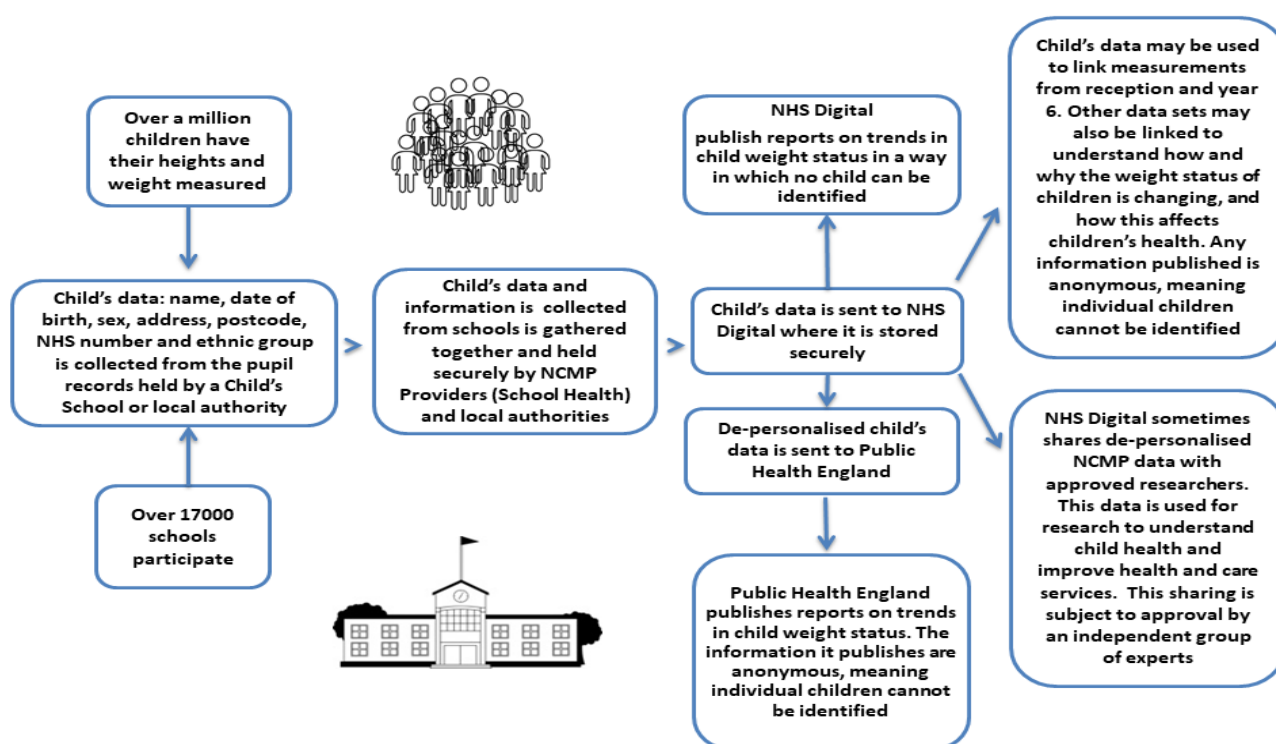 Over a million
children have
their heights and
weight measured
Child's data: name, date of
birth, sex, address, postcode,
NHS number and ethnic group
is collected from the pupil
records held by a Child's
School or local authority
Over 17000
schools
participate
Child's data and
information is  collected
from schools is gathered
together and held
securely by NCMP
Providers (School Health)
and local authorities
NHS Digital
publish reports on trends in
child weight status in a way
in which no child can be
identified
Child's data is sent to NHS
Digital where it is stored
securely
De-personalised child's
data is sent to Public
Health England
Public Health England
publishes reports on trends
in child weight status. The
information it publishes are
anonymous, meaning
individual children cannot
be identified
Child's data may be used
to link measurements
from reception and year
6. Other data sets may
also be linked to
understand how and
why the weight status of
children is changing, and
how this affects
children's health. Any
information published is
anonymous, meaning
individual children
cannot be identified
NHS Digital sometimes
shares de-personalised
NCMP data with
approved researchers.
This data is used for
research to understand
child health and
improve health and care
services.  This sharing is
subject to approval by
an independent group
of experts